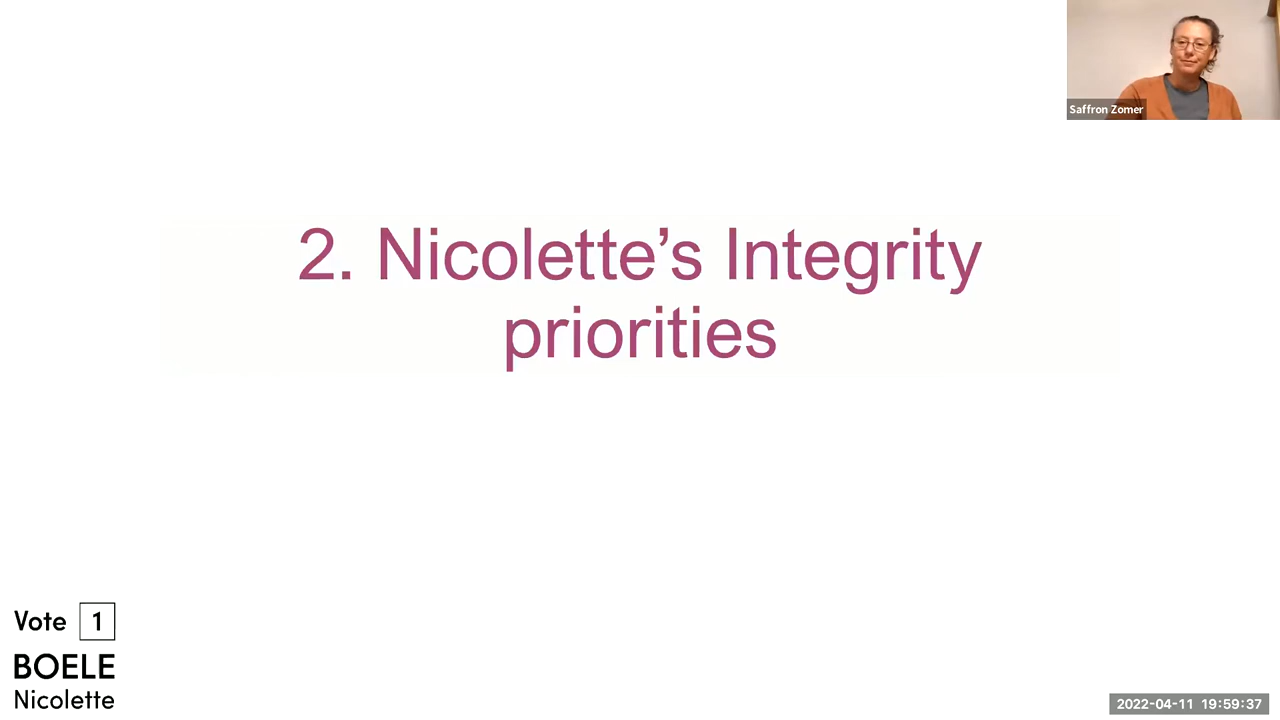 Saffron Zomer
2. Nicolette’s Integrity
priorities
Vote 1
BOELE
Nicolette
2022-04-11 19:59:37